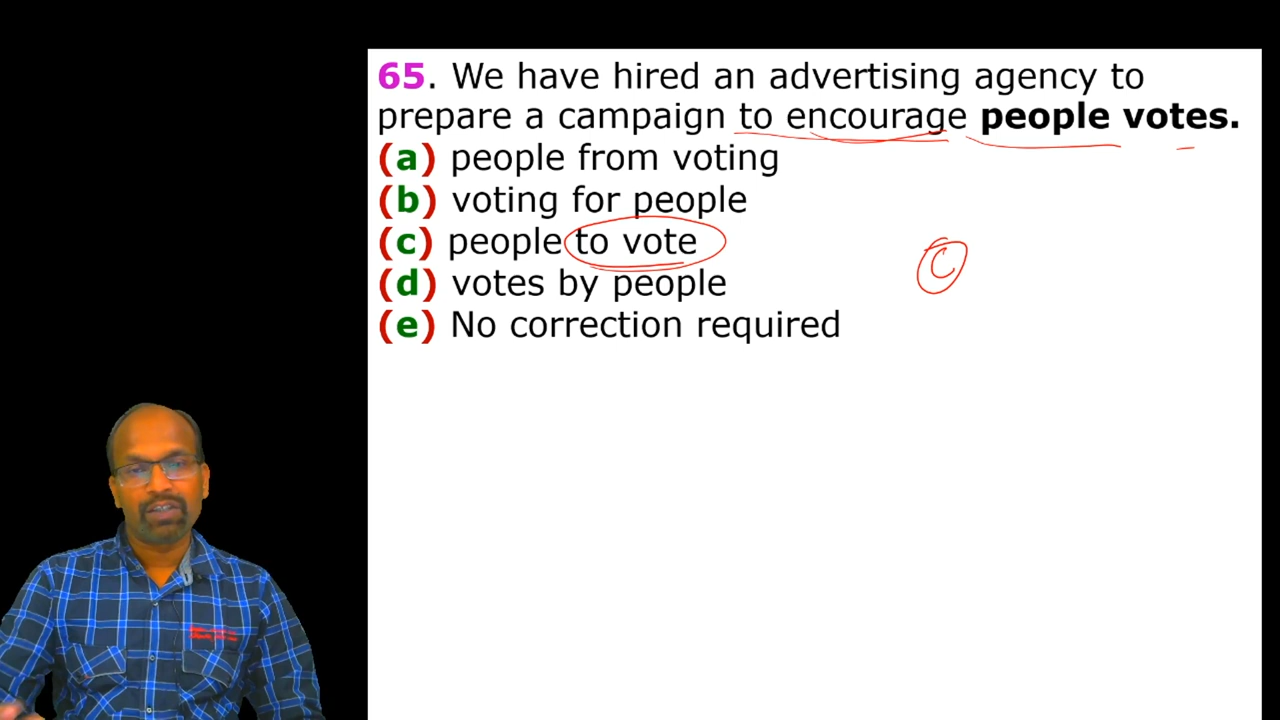 65. We have hired an advertising agency to
prepare a campaign to encourage people votes.
(a) people from voting
(b) voting for people
(c) people to vote
(d) votes by people
(e) No correction required
C